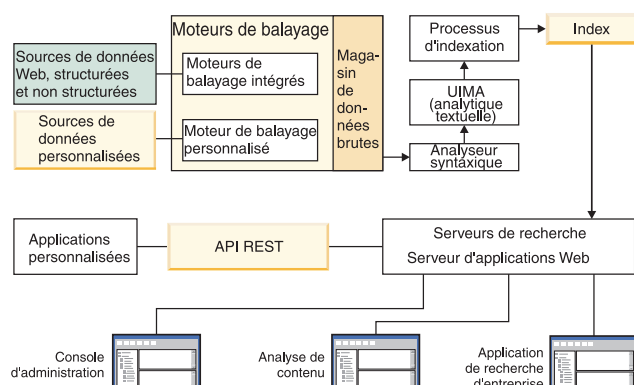 Moteurs de balayage
Sources de données
Web, structurées
et non structurées
Moteurs de
balayage intégrés
Sources de
données
personnalisées
Moteur de balayage
personnalisé
Maga-
sin
de
don-
nées
brutes
Processus
d'indexation
Index
UIMA
(analytique
textuelle)
Analyseur
syntaxique
Applications
personnalisées
API REST
Serveurs de recherche
Serveur d'applications Web
Console
d'administration
Analyse de
contenu
Application
de recherche
d'entreprise